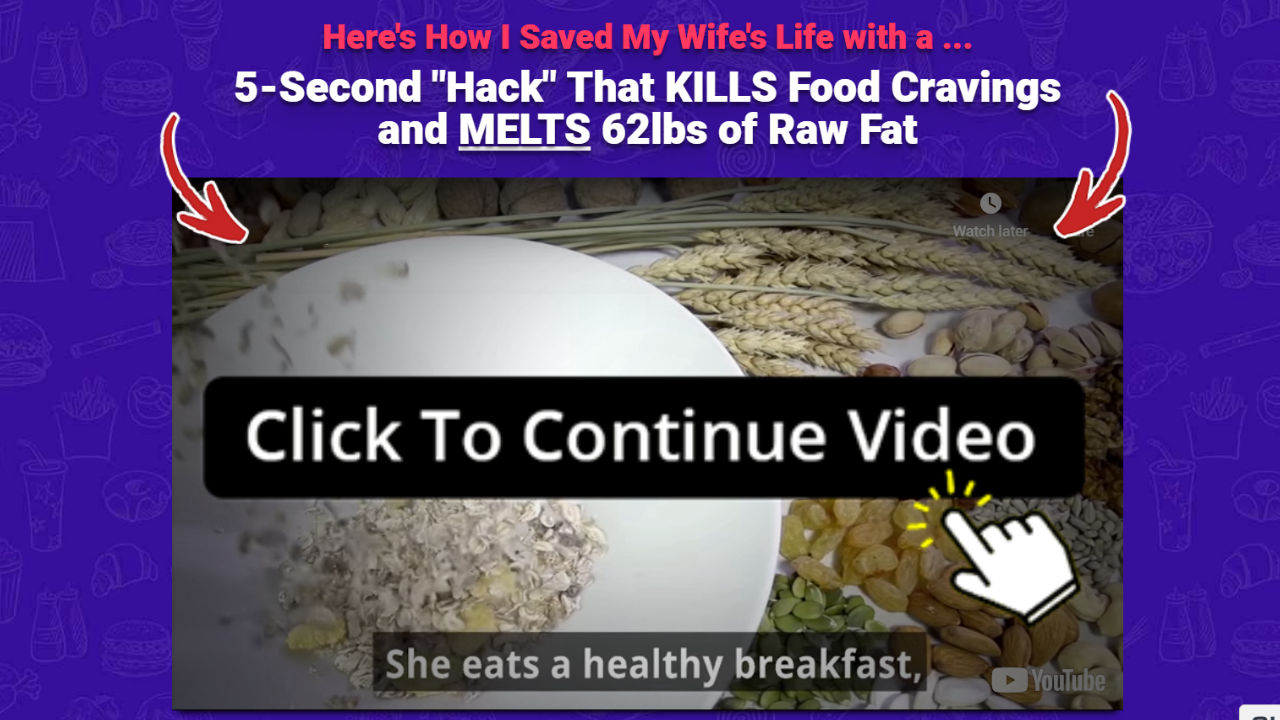 Here's How I Saved My Wife's Life with a ...
5-Second "Hack" That KILLS Food Cravings
and MELTS 62lbs of Raw Fat
Watch later
Click To Continue Video
She eats a healthy breakfast,
YouTube